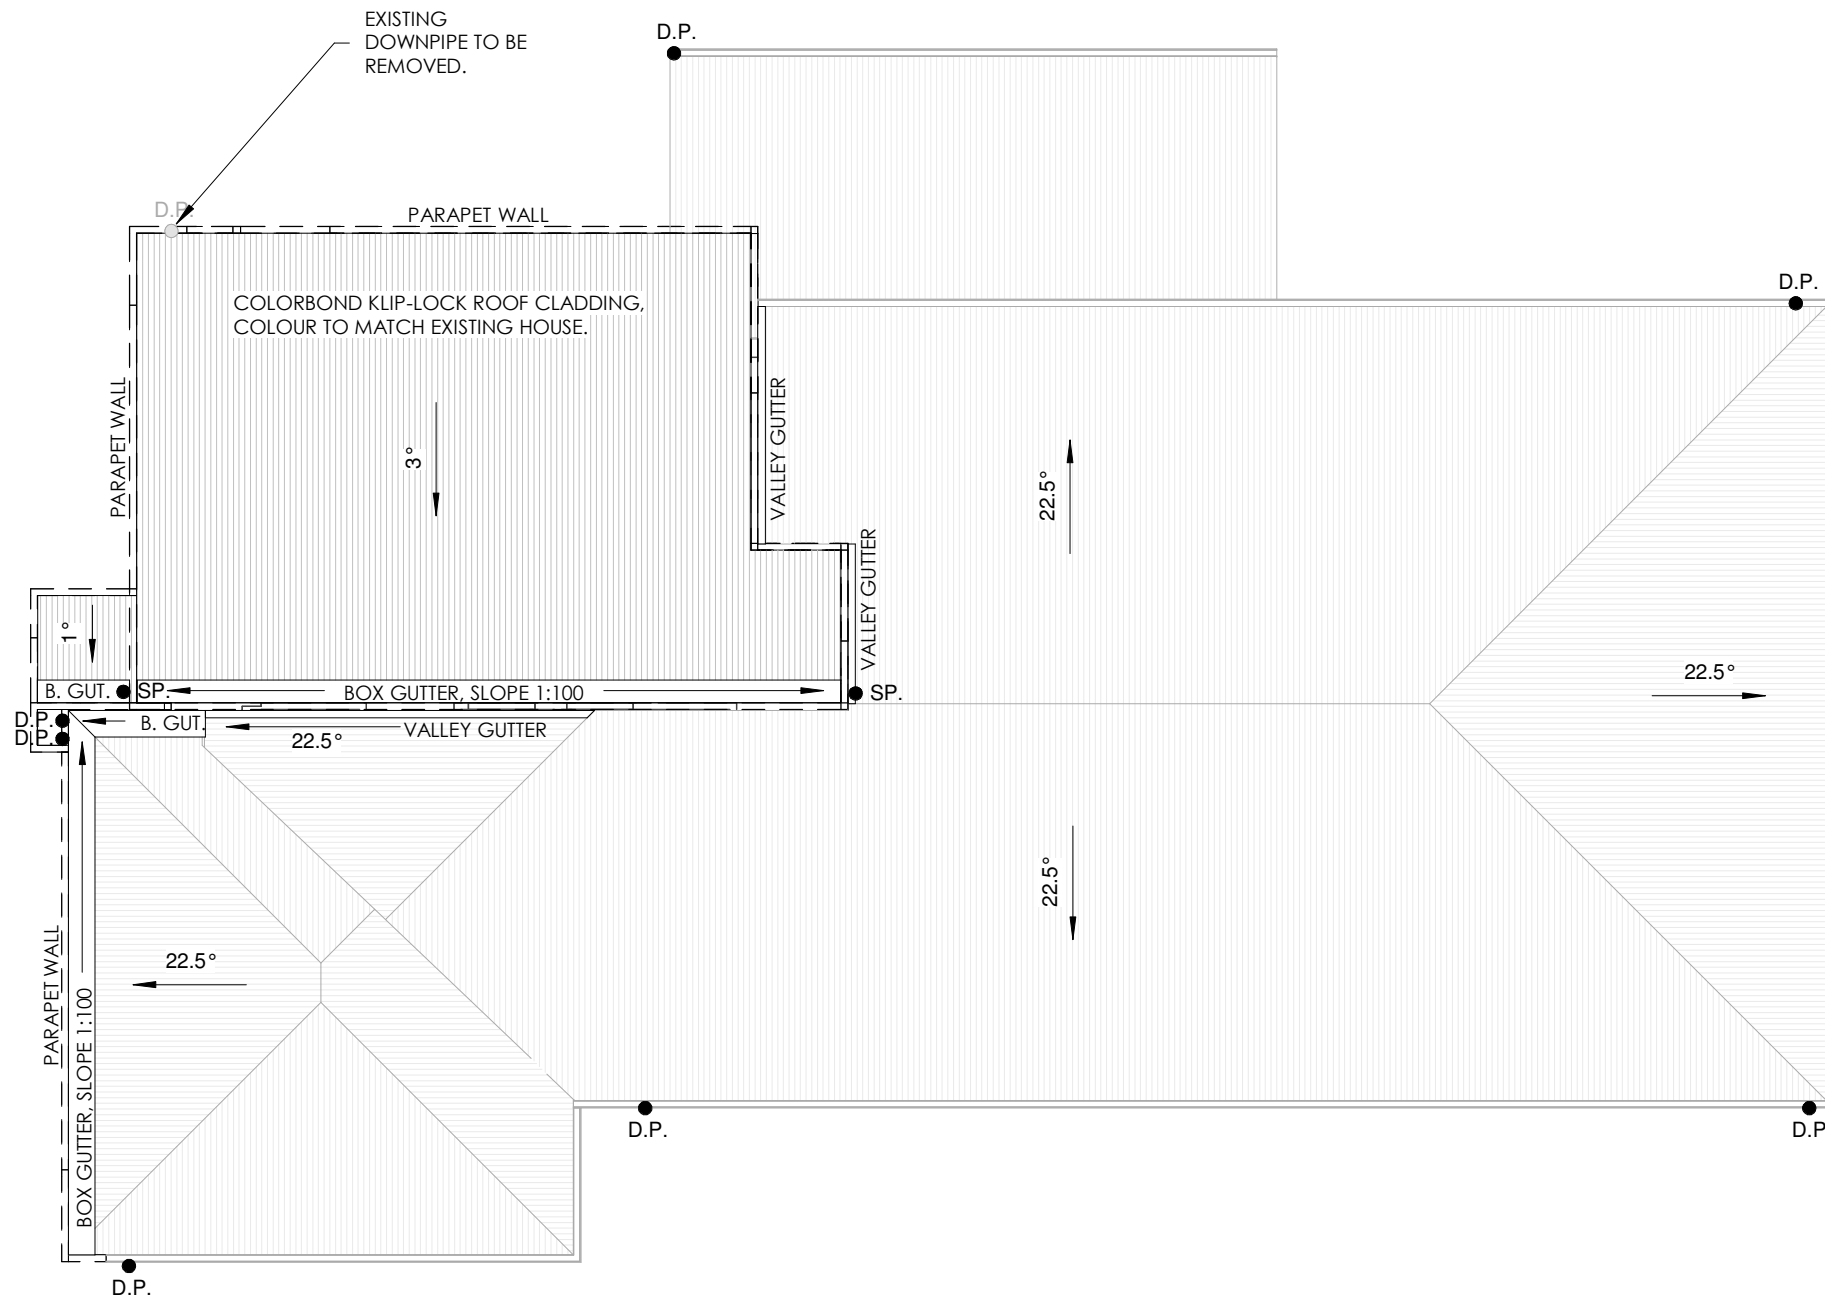 EXISTING
DOWNPIPE TO BE
REMOVED.
D.P.
D.P.
PARAPET WALL
COLORBOND KLIP-LOCK ROOF CLADDING,
COLOUR TO MATCH EXISTING HOUSE.
D.P.
PARAPET WALL
3°
VALLEY GUTTER
22.5°
VALLEY GUTTER
1°
22.5°
B. GUT.
SP.
BOX GUTTER, SLOPE 1:100
SP.
D.P.
D.P.
B. GUT.
VALLEY GUTTER
22.5°
22.5°
PARAPET WALL
22.5°
BOX GUTTER, SLOPE 1:100
D.P.
D.P
D.P.